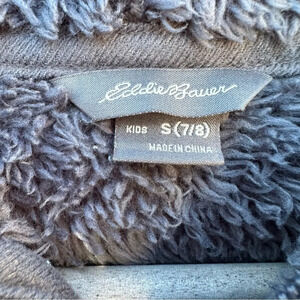 Eddie Bauer
KIDS S (7/8)
MADE IN CHINA